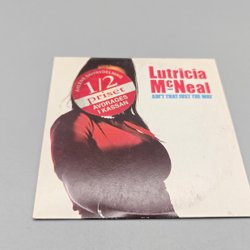 Lutricia
McNeal
AIN'T THAT JUST THE WAY
1/2
priset
AVDRAGES
I KASSAN